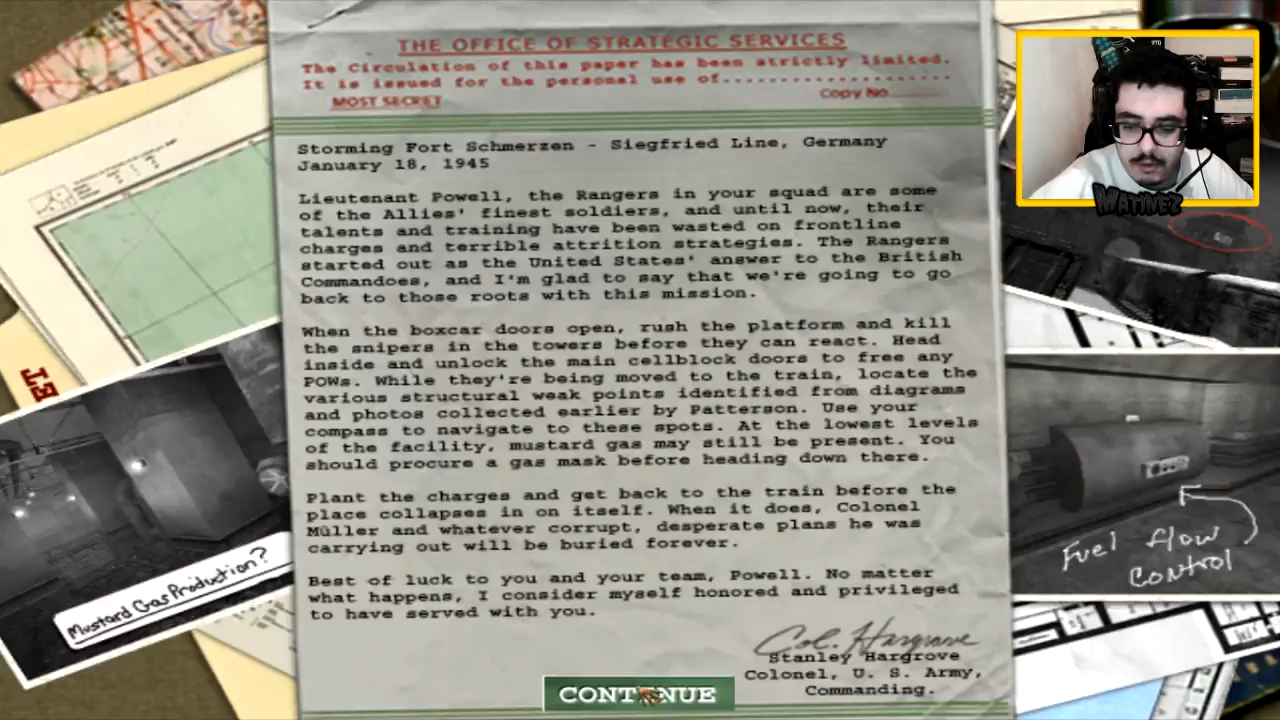 THE OFFICE OF STRATEGIC SERVICES
The Circulation of this paper has been strictly limited.
It is issued for the personal use of.....................
MOST SECRET
Copy No
Storming Fort Schmerzen - Siegfried Line, Germany
January 18, 1945
Lieutenant Powell, the Rangers in your squad are some
of the Allies' finest soldiers, and until now, their
talents and training have been wasted on frontline
charges and terrible attrition strategies. The Rangers
started out as the United States' answer to the British
Commandoes, and I'm glad to say that we're going to go
back to those roots with this mission.
When the boxcar doors open, rush the platform and kill
the snipers in the towers before they can react. Head
inside and unlock the main cellblock doors to free any
POWs. While they're being moved to the train, locate the
various structural weak points identified from diagrams
and photos collected earlier by Patterson. Use your
compass to navigate to these spots. At the lowest levels
of the facility, mustard gas may still be present. You
should procure a gas mask before heading down there.
Plant the charges and get back to the train before the
place collapses in on itself. When it does, Colonel
Müller and whatever corrupt, desperate plans he was
carrying out will be buried forever.
Best of luck to you and your team, Powell. No matter
what happens, I consider myself honored and privileged
to have served with you.
Col. Hargrove
Stanley Hargrove
Colonel, U. S. Army,
Commanding.
CONTINUE
Mustard Gas Production?
Fuel flow
control
MATINEZ